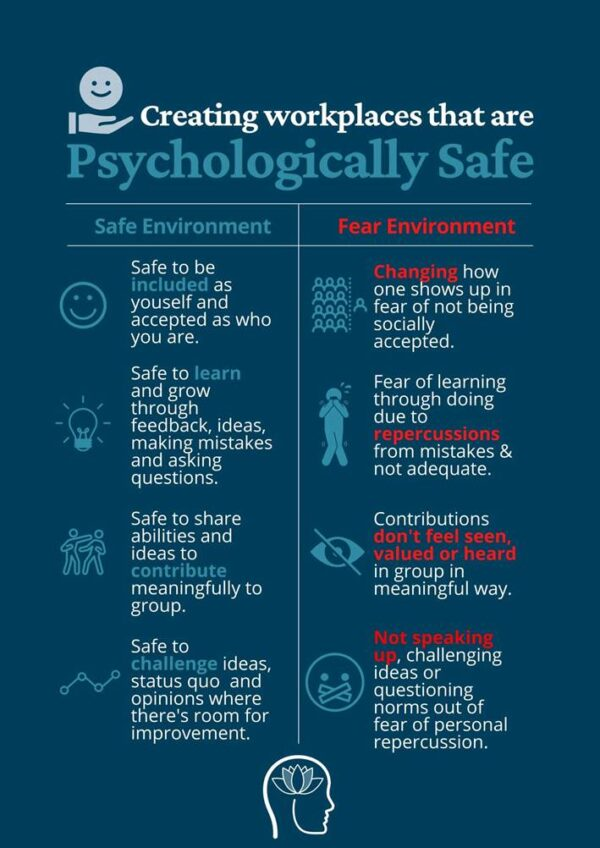 Creating workplaces that are
Psychologically Safe
Safe Environment
Safe to be
included as
youself and
accepted as who
you are.
Safe to learn
and grow
through
feedback, ideas,
making mistakes
and asking
questions.
Safe to share
abilities and
ideas to
contribute
meaningfully to
group.
Safe to
challenge ideas,
status quo and
opinions where
there's room for
improvement.
Fear Environment
Changing how
one shows up in
fear of not being
socially
accepted.
Fear of learning
through doing
due to
repercussions
from mistakes &
not adequate.
Contributions
don't feel seen,
valued or heard
in group in
meaningful way.
Not speaking
up, challenging
ideas or
questioning
norms out of
fear of personal
repercussion.